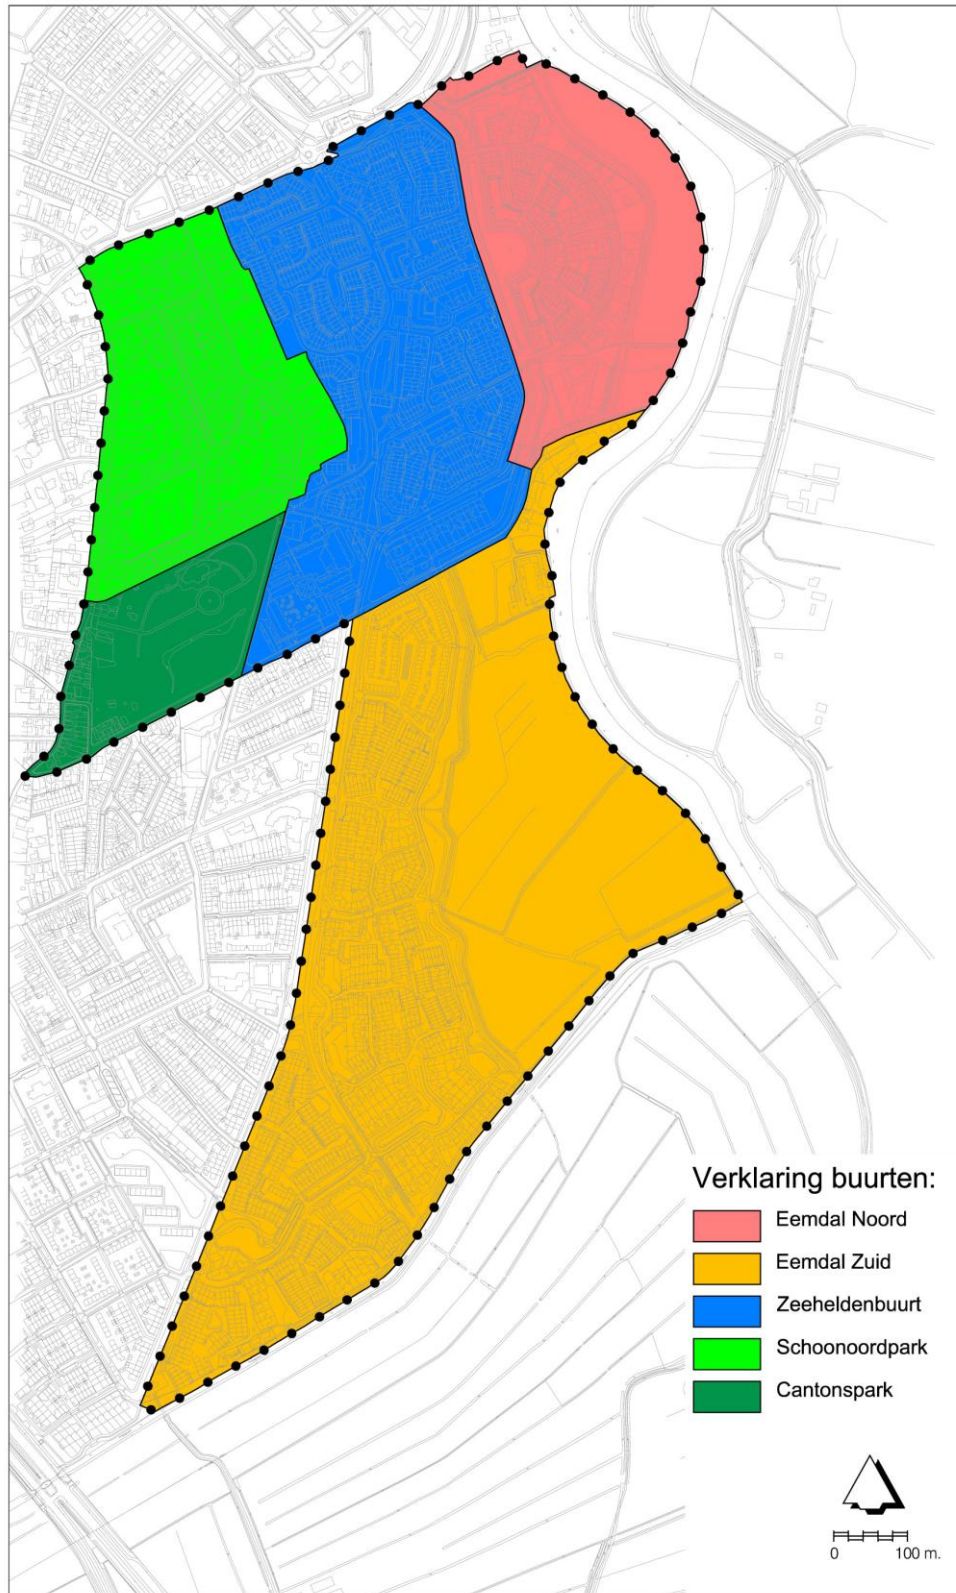 Verklaring buurten:
Eemdal Noord
Eemdal Zuid
Zeeheldenbuurt
Schoonoordpark
Cantonspark
0 100 m.